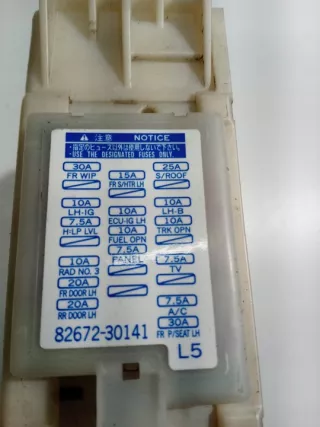 注意 NOTICE
・指定のヒューズ以外は使用しないで下さい。
・USE THE DESIGNATED FUSES ONLY.
30A 25A
FR WIP 15A S/ROOF
FR S/HTR LH
10A 10A
LH-IG 10A LH-B
7.5A ECU-IG LH 10A
H-LP LVL 10A TRK OPN
FUEL OPN
10A 7.5A 7.5A
RAD NO. 3 PANEL TV
20A
FR DOOR LH
20A 7.5A
RR DOOR LH A/C
30A
82672-30141 FR P/SEAT LH
L5